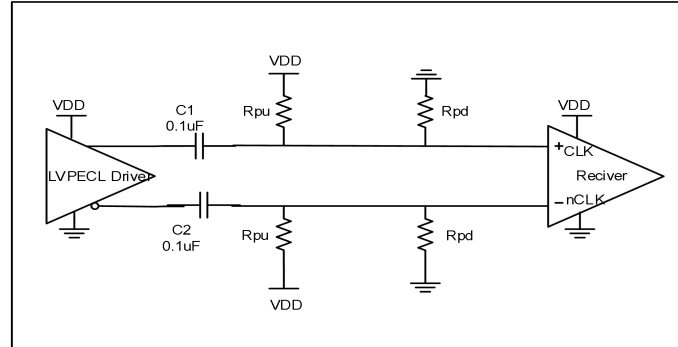 VDD
VDD
VDD
C1
0.1uF
Rpu
Rpd
LVPECL Driver
+CLK
Reciver
-nCLK
C2
0.1uF
Rpu
Rpd
VDD